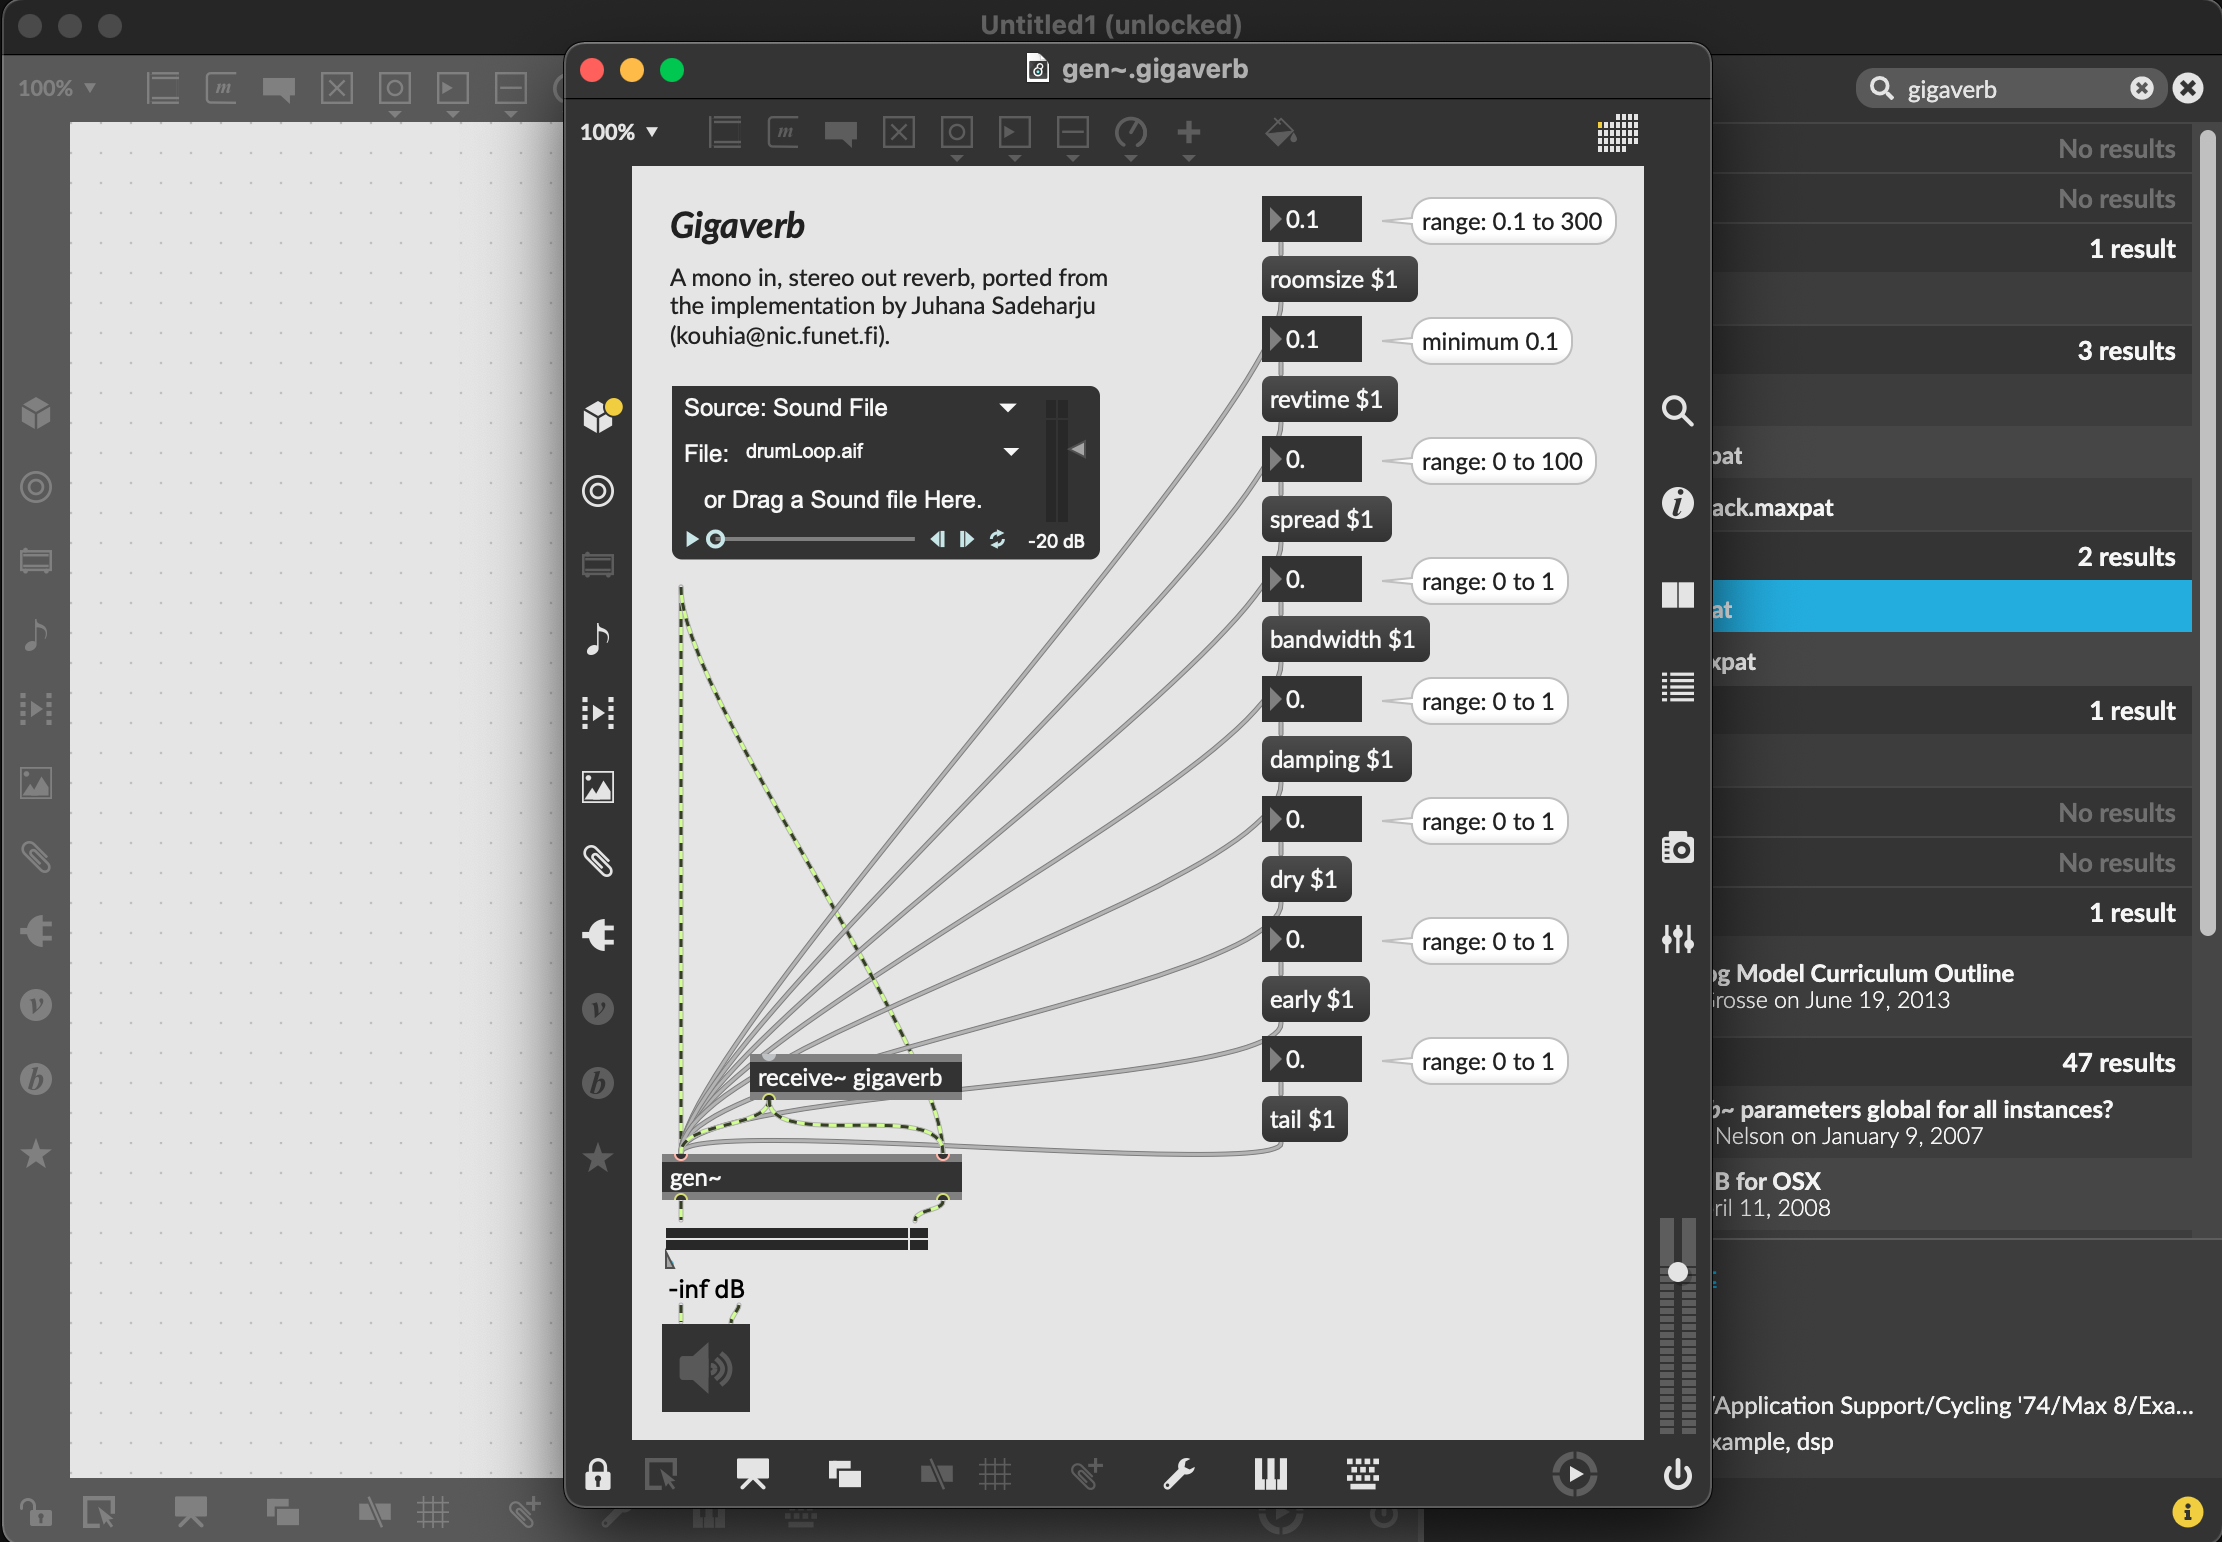 Untitled1 (unlocked)
100%
gen~.gigaverb
100%
gigaverb
Gigaverb
A mono in, stereo out reverb, ported from
the implementation by Juhana Sadeharju
(kouhia@nic.funet.fi).
Source: Sound File
File: drumLoop.aif
or Drag a Sound file Here.
-20 dB
receive~ gigaverb
gen~
-inf dB
0.1 range: 0.1 to 300
roomsize $1
0.1 minimum 0.1
revtime $1
0. range: 0 to 100
spread $1
0. range: 0 to 1
bandwidth $1
0. range: 0 to 1
damping $1
0. range: 0 to 1
dry $1
0. range: 0 to 1
early $1
0. range: 0 to 1
tail $1
No results
No results
1 result
3 results
ack.maxpat
2 results
at
xpat
1 result
No results
No results
1 result
Model Curriculum Outline
on June 19, 2013
47 results
~ parameters global for all instances?
Nelson on January 9, 2007
B for OSX
ril 11, 2008
/Application Support/Cycling '74/Max 8/Exa...
xample, dsp